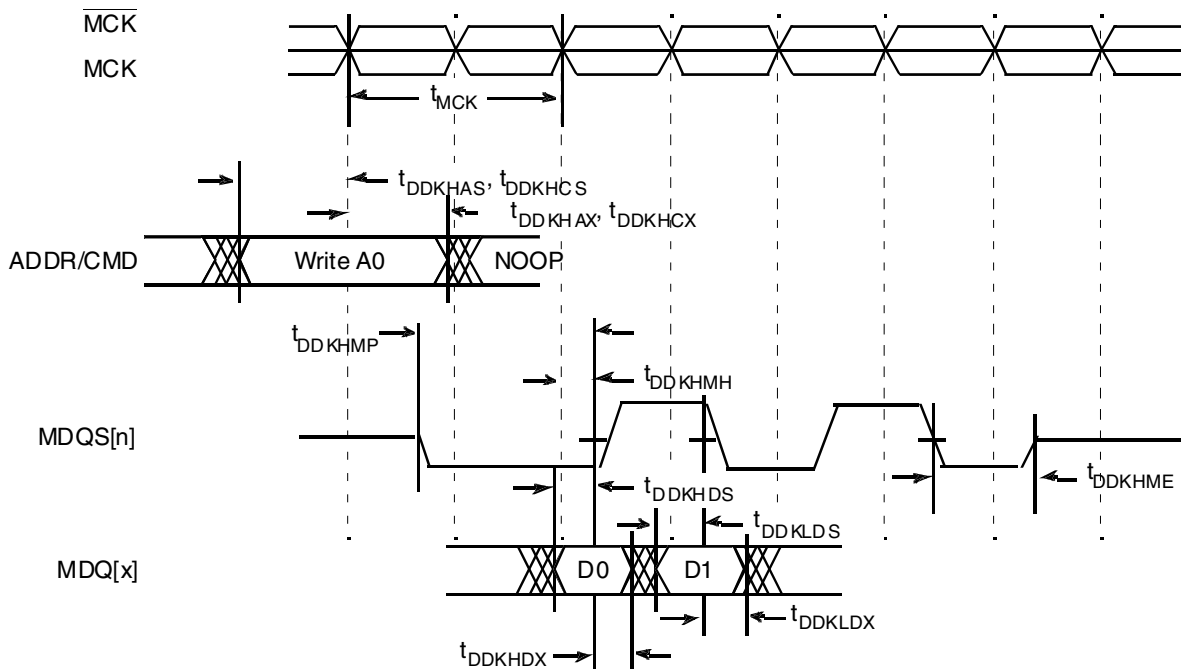 MCK
MCK
tMCK
tDDKHAS, tDDKHCS
tDDKHAX, tDDKHCX
ADDR/CMD
Write A0
NOOP
tDDKHMP
tDDKHMH
MDQS[n]
tDDKHDS
tDDKHME
tDDKLDS
MDQ[x]
D0
D1
tDDKLDX
tDDKHDX